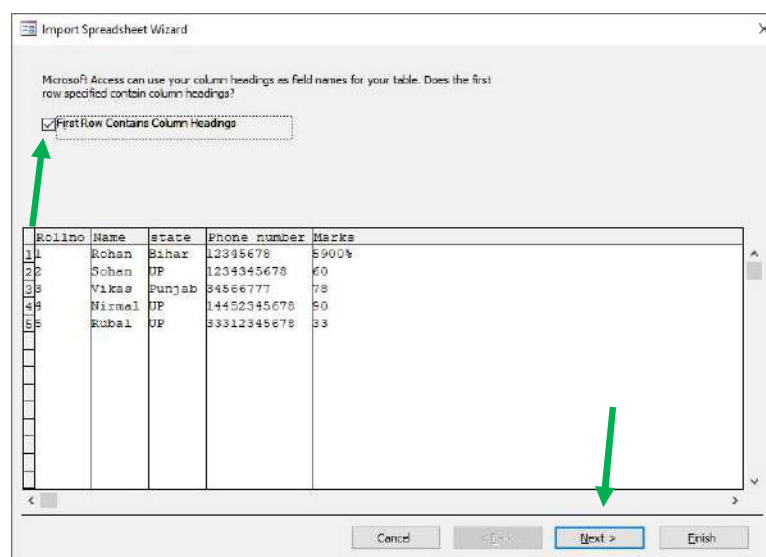 Import Spreadsheet Wizard
Microsoft Access can use your column headings as field names for your table. Does the first
row specified contain column headings?
First Row Contains Column Headings
Rollno Name state Phone number Marks
1 1 Rohan Bihar 12345678 5900%
2 2 Sohan UP 1234345678 60
3 3 Vikas Punjab 34566777 78
4 4 Nirmal UP 14452345678 90
5 5 Rubal UP 33312345678 33
Cancel < Back Next > Finish